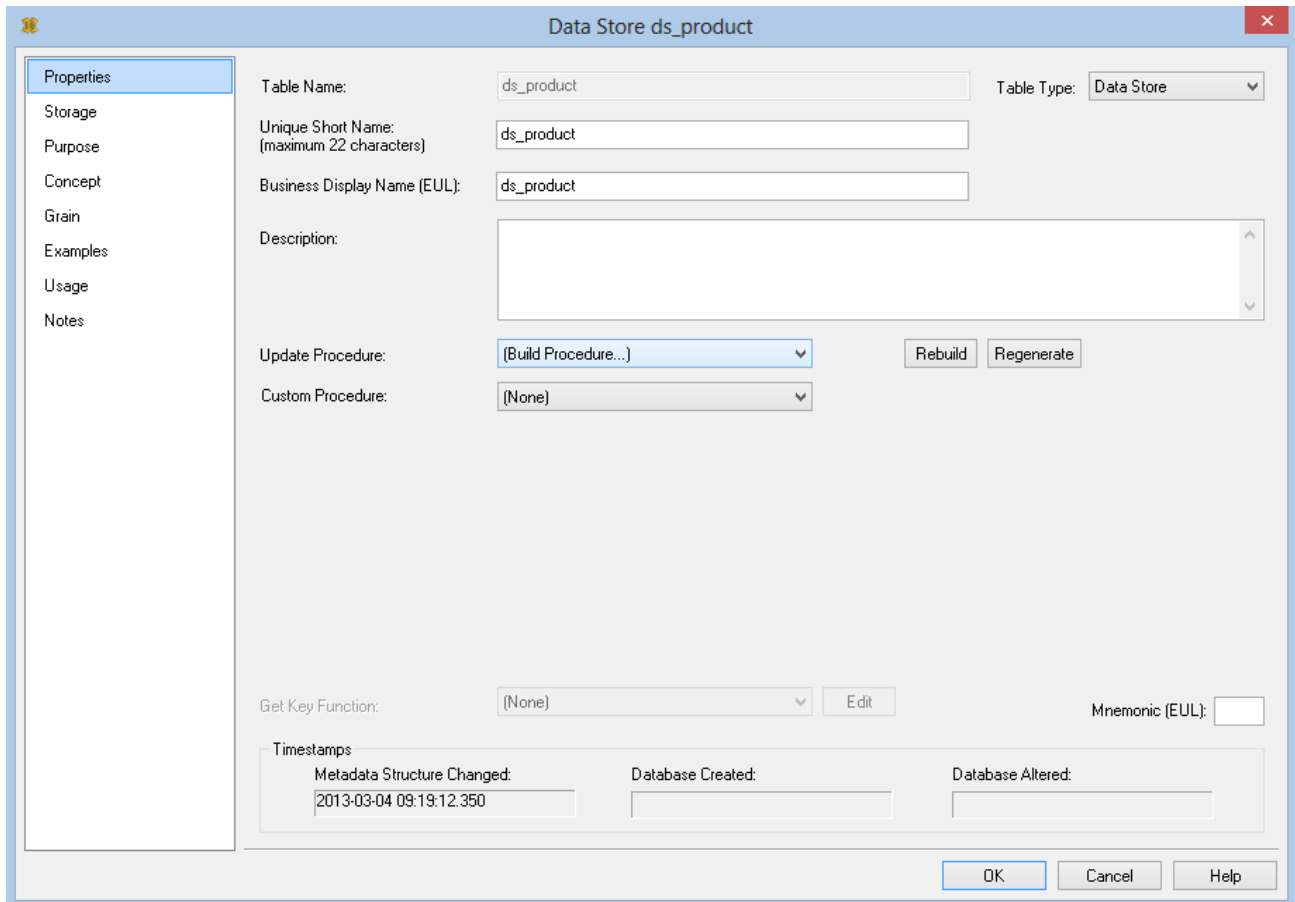 Data Store ds_product
Properties
Storage
Purpose
Concept
Grain
Examples
Usage
Notes
Table Name: ds_product Table Type: Data Store
Unique Short Name:
(maximum 22 characters) ds_product
Business Display Name (EUL): ds_product
Description:
Update Procedure: (Build Procedure...) Rebuild Regenerate
Custom Procedure: (None)
Get Key Function: (None) Edit Mnemonic (EUL):
Timestamps
Metadata Structure Changed: Database Created: Database Altered:
2013-03-04 09:19:12.350
OK Cancel Help